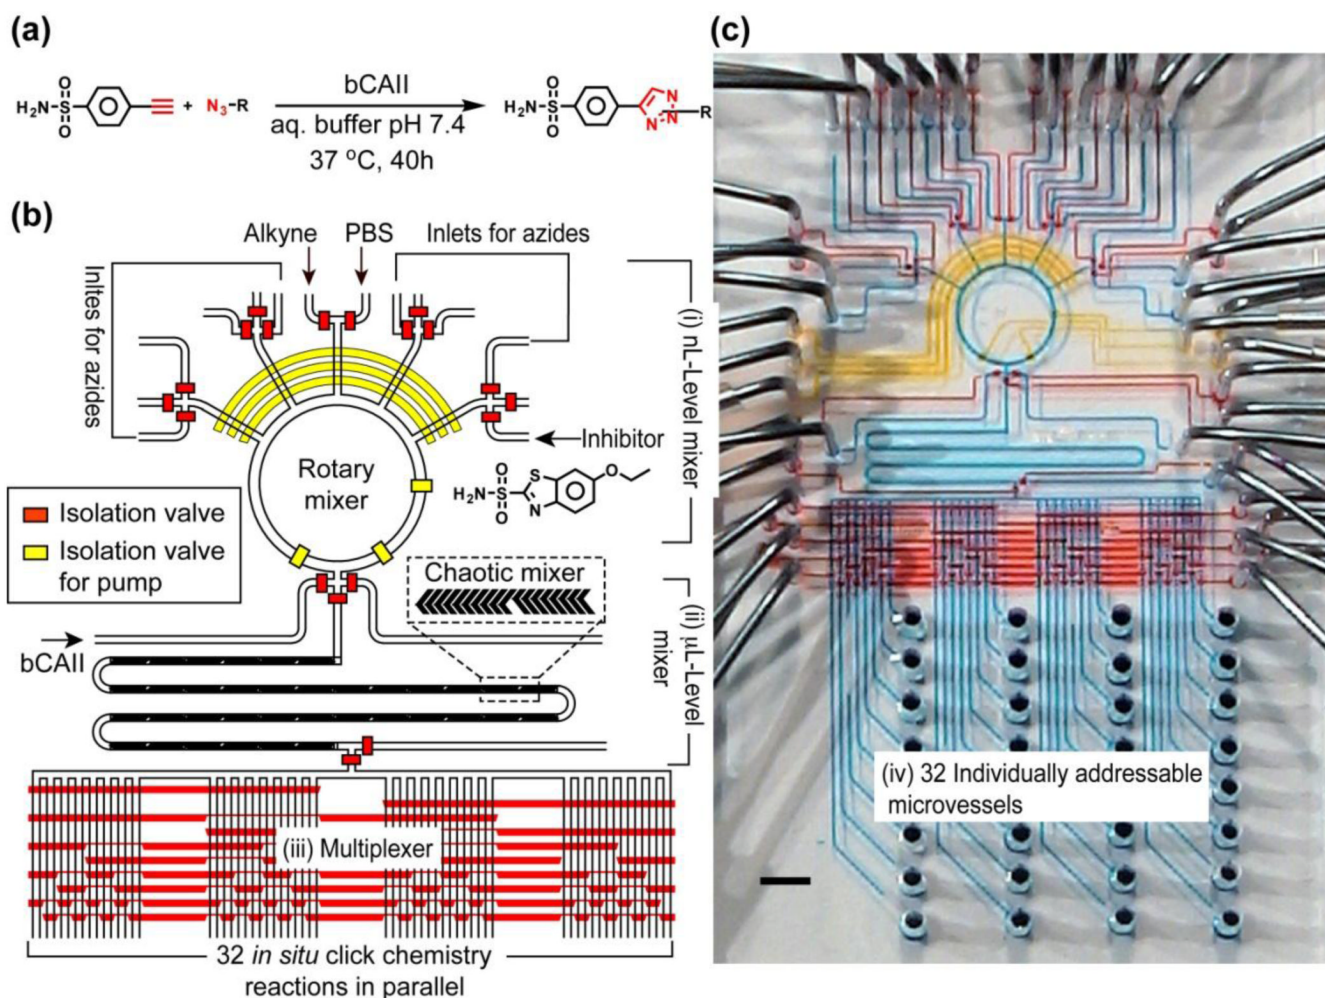 (a)
H₂N-S
O
O
+ N₃-R
bCAII
aq. buffer pH 7.4
37 °C, 40h
H₂N-S
O
O
N
N
N
R
(b)
Alkyne
PBS
Inlets for azides
Inltes for azides
Rotary
mixer
Inhibitor
H₂N-S
O
O
S
N
O
Isolation valve
Isolation valve
for pump
Chaotic mixer
bCAII
(i) nL-Level mixer
(ii) µL-Level
mixer
(iii) Multiplexer
32 in situ click chemistry
reactions in parallel
(c)
(iv) 32 Individually addressable
microvessels